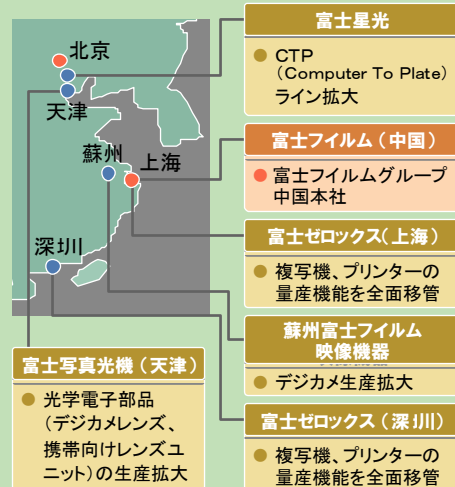 北京
天津
蘇州
上海
深圳
富士星光
● CTP
（Computer To Plate）
ライン拡大
富士フイルム（中国）
● 富士フイルムグループ
中国本社
富士ゼロックス（上海）
● 複写機、プリンターの
量産機能を全面移管
蘇州富士フイルム
映像機器
● デジカメ生産拡大
富士ゼロックス（深圳）
● 複写機、プリンターの
量産機能を全面移管
富士写真光機（天津）
● 光学電子部品
（デジカメレンズ、
携帯向けレンズユ
ニット）の生産拡大